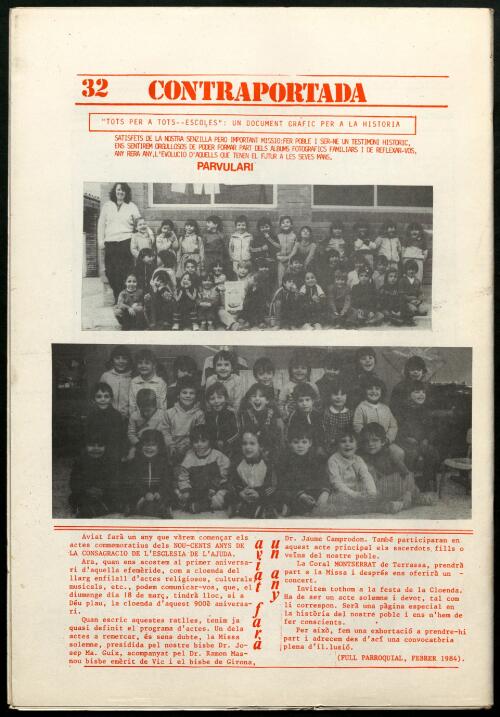 32 CONTRAPORTADA
"TOTS PER A TOTS--ESCOLES": UN DOCUMENT GRÀFIC PER A LA HISTORIA
SATISFETS DE LA NOSTRA SENZILLA PERO IMPORTANT MISSIO:FER POBLE I SER-NE UN TESTIMONI HISTORIC,
ENS SENTIREM ORGULLOSOS DE PODER FORMAR PART DELS ALBUMS FOTOGRAFICS FAMILIARS I DE REFLEXAR-VOS,
ANY RERA ANY,L'EVOLUCIO D'AQUELLS QUE TENEN EL FUTUR A LES SEVES MANS.
PARVULARI
Aviat farà un any que vàrem començar els
actes commemoratius dels NOU-CENTS ANYS DE
LA CONSAGRACIO DE L'ESGLESIA DE L'AJUDA.
Ara, quan ens acostem al primer aniversa-
ri d'aquella efemèride, com a cloenda del
llarg enfilall d'actes religiosos, culturals
musicals, etc., podem comunicar-vos, que, el
diumenge dia 18 de març, tindrà lloc, si a
Déu plau, la cloenda d'aquest 900è aniversa-
ri.
Quan escric aquestes ratlles, tenim ja
quasi definit el programa d'actes. Un dels
actes a remarcar, és sens dubte, la Missa
solemne, presidida pel nostre bisbe Dr. Jo-
sep Ma. Guix, acompanyat pel Dr. Ramon Mas-
nou bisbe emèrit de Vic i el bisbe de Girona,
aviat farà
un any
Dr. Jaume Camprodon. També participaran en
aquest acte principal els sacerdots fills o
veïns del nostre poble.
La Coral MONTSERRAT de Terrassa, prendrà
part a la Missa i després ens oferirà un
concert.
Invitem tothom a la festa de la Cloenda.
Ha de ser un acte solemne i devot, tal com
li correspon. Serà una pàgina especial en
la història del nostre poble i ens n'hem de
fer conscients.
Per això, fem una exhortació a prendre-hi
part i adrecem des d'ara una convocatòria
plena d'il.lusió.
(FULL PARROQUIAL, FEBRER 1984).